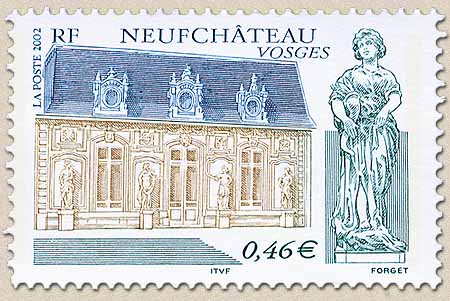 RF NEUFCHÂTEAU
VOSGES
LA POSTE 2002
0,46€
ITVF
FORGET